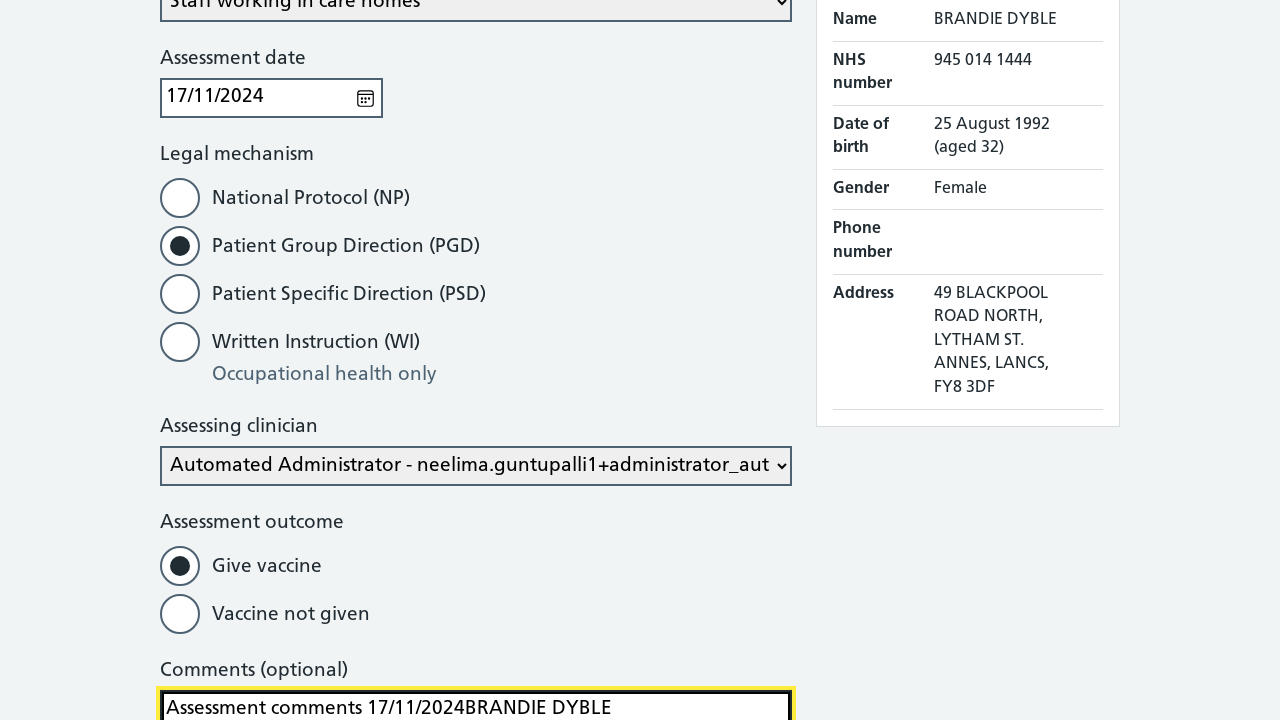 Staff working in care homes
Assessment date
17/11/2024
Legal mechanism
National Protocol (NP)
Patient Group Direction (PGD)
Patient Specific Direction (PSD)
Written Instruction (WI)
Occupational health only
Assessing clinician
Automated Administrator - neelima.guntupalli1+administrator_aut
Assessment outcome
Give vaccine
Vaccine not given
Comments (optional)
Assessment comments 17/11/2024BRANDIE DYBLE
Name BRANDIE DYBLE
NHS 945 014 1444
number
Date of 25 August 1992
birth (aged 32)
Gender Female
Phone
number
Address 49 BLACKPOOL
ROAD NORTH,
LYTHAM ST.
ANNES, LANCS,
FY8 3DF